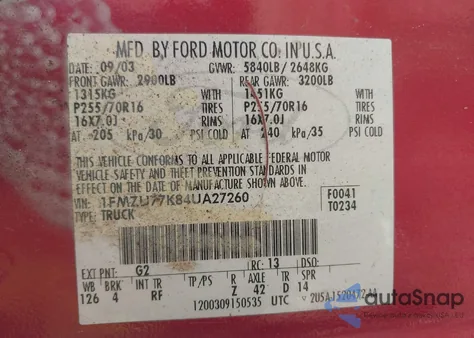 MFD. BY FORD MOTOR CO. IN U.S.A.
DATE: 09/03 GVWR: 5840LB/2648KG
FRONT GAWR: 2900LB REAR GAWR: 3200LB
1315KG 1451KG
P255/70R16 TIRES P255/70R16 TIRES
16X7.0J RIMS 16X7.0J RIMS
AT 205 kPa/30 PSI COLD AT 240 kPa/35 PSI COLD
THIS VEHICLE CONFORMS TO ALL APPLICABLE FEDERAL MOTOR
VEHICLE SAFETY AND THEFT PREVENTION STANDARDS IN
EFFECT ON THE DATE OF MANUFACTURE SHOWN ABOVE.
VIN: 1FMZU77K84UA27260 F0041
TYPE: TRUCK T0234
EXT PNT: G2 RC: 13 DSO:
WB BRK INT TR TP/PS R AXLE TR SPR
126 4 RF Z 42 D 14
1200309150535 UTC
autoSnap